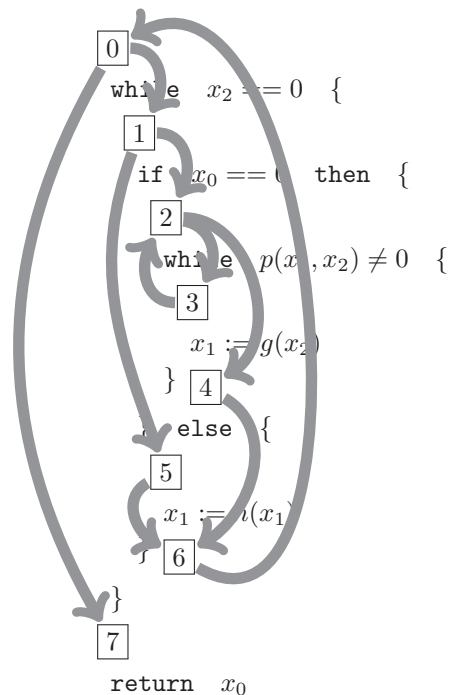 0
while x₂ == 0 {
1
if x₀ == 0 then {
2
while p(x , x₂) ≠ 0 {
3
x₁ := g(x₂)
} 4
} else {
5
x₁ := h(x₁)
} 6
}
7
return x₀